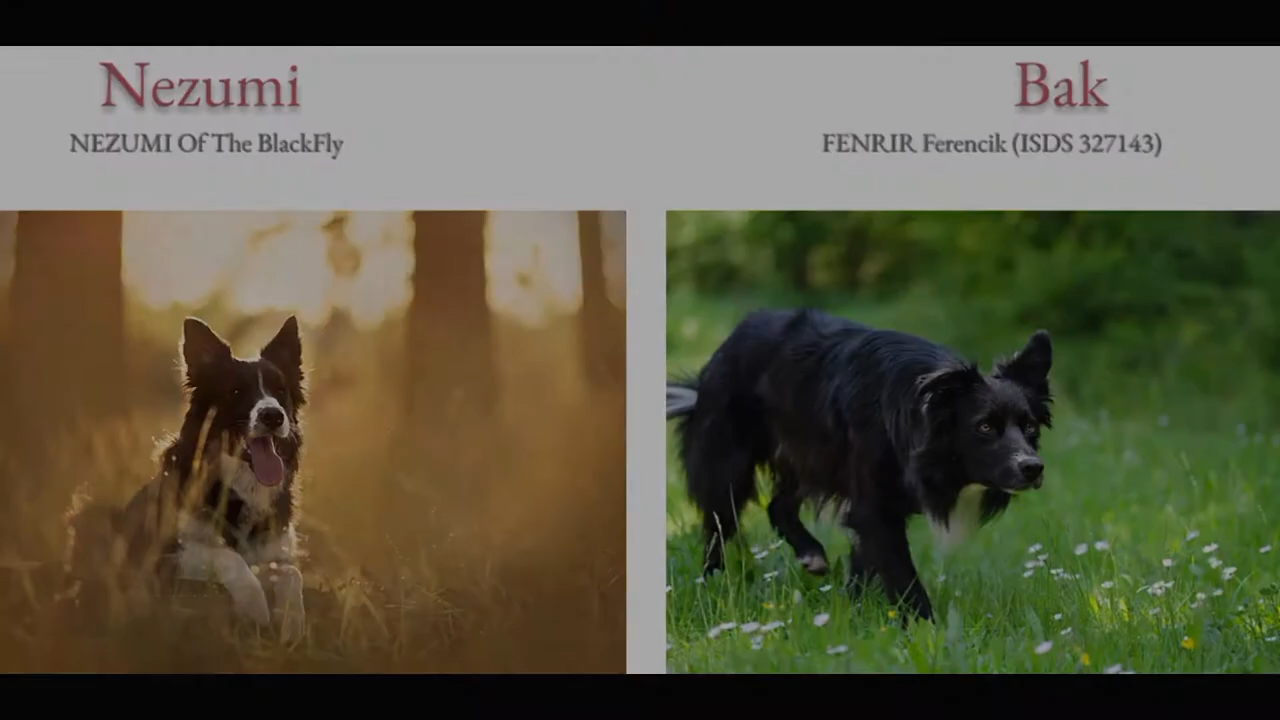 Nezumi
NEZUMI Of The BlackFly
Bak
FENRIR Ferencik (ISDS 327143)